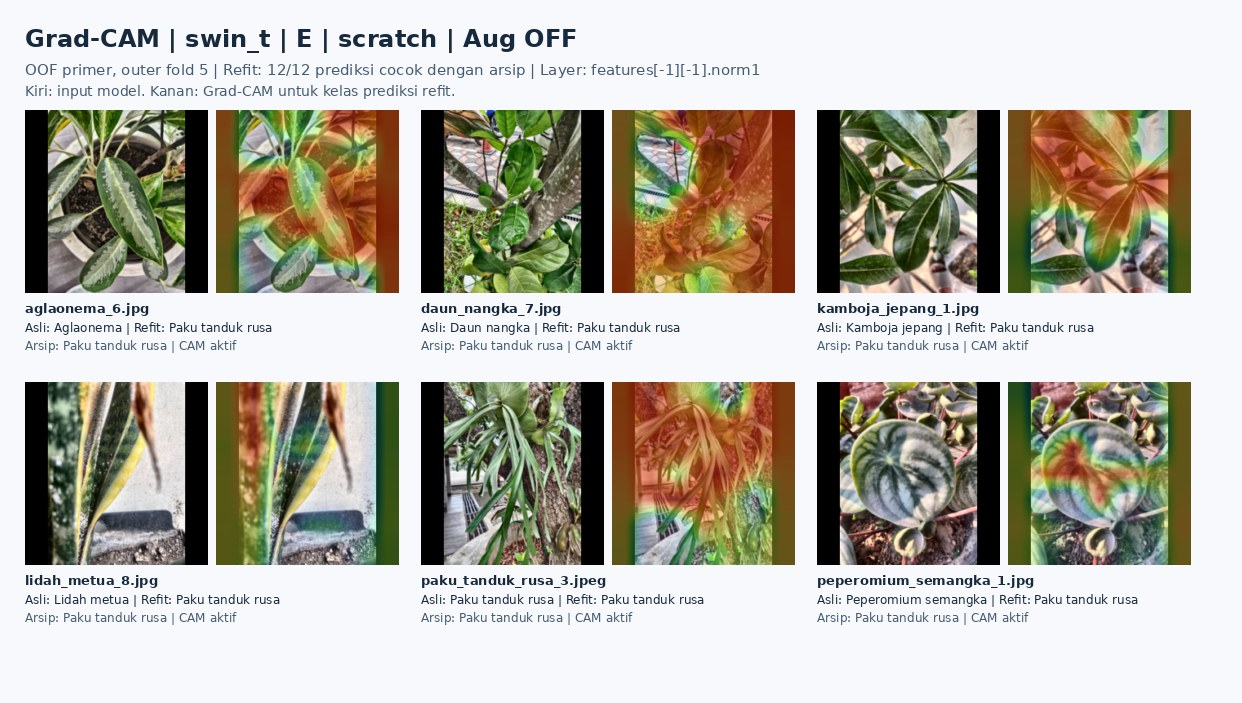 Grad-CAM | swin_t | E | scratch | Aug OFF
OOF primer, outer fold 5 | Refit: 12/12 prediksi cocok dengan arsip | Layer: features[-1][-1].norm1
Kiri: input model. Kanan: Grad-CAM untuk kelas prediksi refit.
aglaonema_6.jpg
Asli: Aglaonema | Refit: Paku tanduk rusa
Arsip: Paku tanduk rusa | CAM aktif
daun_nangka_7.jpg
Asli: Daun nangka | Refit: Paku tanduk rusa
Arsip: Paku tanduk rusa | CAM aktif
kamboja_jepang_1.jpg
Asli: Kamboja jepang | Refit: Paku tanduk rusa
Arsip: Paku tanduk rusa | CAM aktif
lidah_metua_8.jpg
Asli: Lidah metua | Refit: Paku tanduk rusa
Arsip: Paku tanduk rusa | CAM aktif
paku_tanduk_rusa_3.jpeg
Asli: Paku tanduk rusa | Refit: Paku tanduk rusa
Arsip: Paku tanduk rusa | CAM aktif
peperomium_semangka_1.jpg
Asli: Peperomium semangka | Refit: Paku tanduk rusa
Arsip: Paku tanduk rusa | CAM aktif